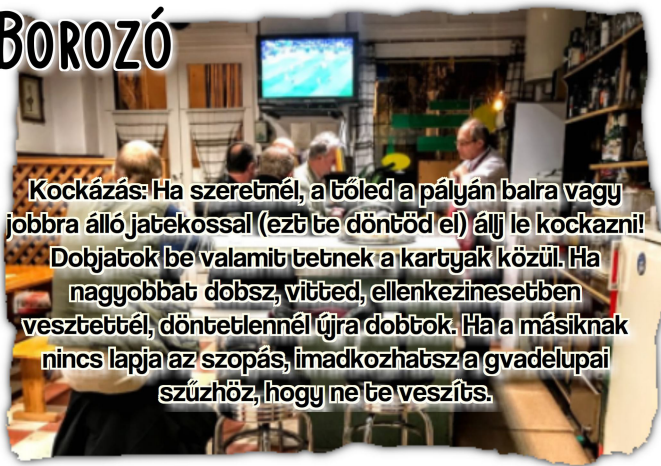 Borozó
Kockázás: Ha szeretnél, a tőled a pályán balra vagy
jobbra álló jatekossal (ezt te döntöd el) állj le kockazni!
Dobjatok be valamit tetnek a kartyak közül. Ha
nagyobbat dobsz, vitted, ellenkezinesetben
vesztettél, döntetlennél újra dobtok. Ha a másiknak
nincs lapja az szopás, imadkozhatsz a gvadelupai
szűzhöz, hogy ne te veszíts.